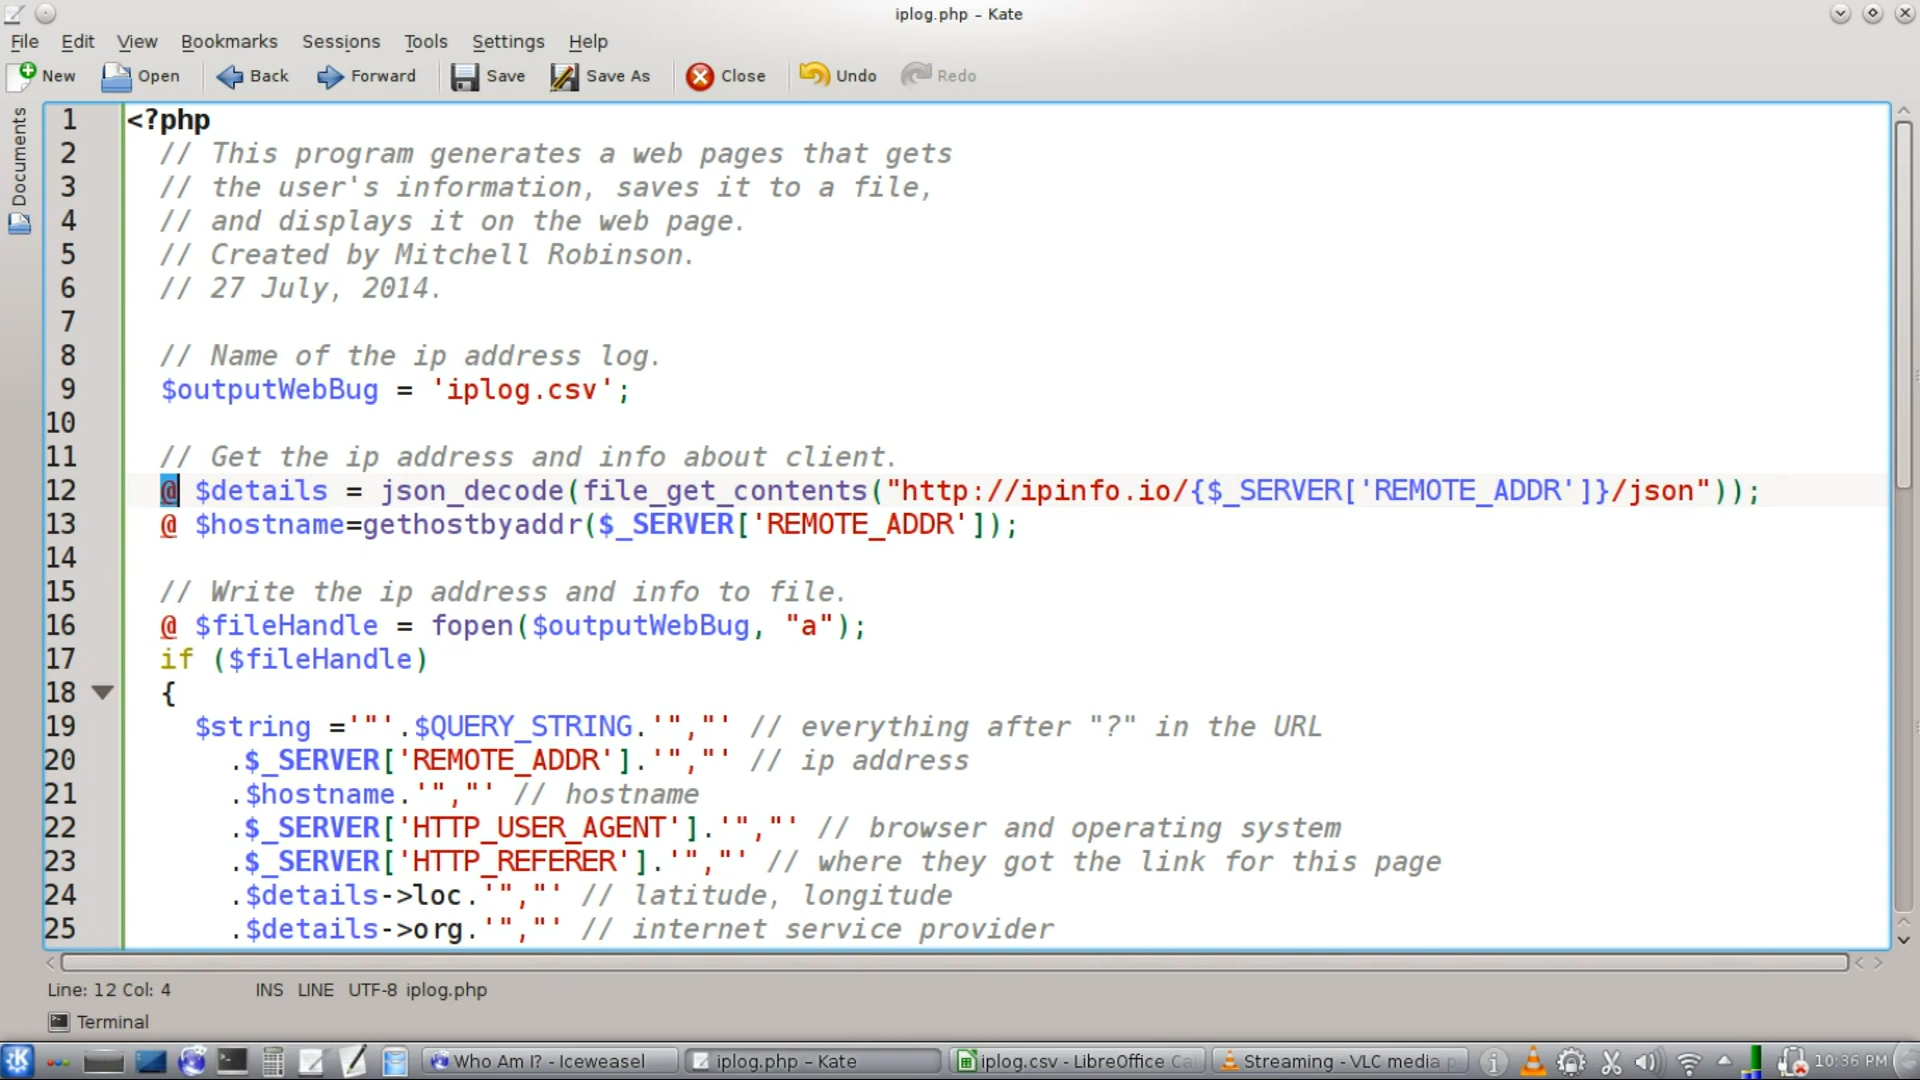 iplog.php – Kate
File Edit View Bookmarks Sessions Tools Settings Help
New Open Back Forward Save Save As Close Undo Redo
Documents
1 <?php
2 // This program generates a web pages that gets
3 // the user's information, saves it to a file,
4 // and displays it on the web page.
5 // Created by Mitchell Robinson.
6 // 27 July, 2014.
7
8 // Name of the ip address log.
9 $outputWebBug = 'iplog.csv';
10
11 // Get the ip address and info about client.
12 @ $details = json_decode(file_get_contents("http://ipinfo.io/{$_SERVER['REMOTE_ADDR']}/json"));
13 @ $hostname=gethostbyaddr($_SERVER['REMOTE_ADDR']);
14
15 // Write the ip address and info to file.
16 @ $fileHandle = fopen($outputWebBug, "a");
17 if ($fileHandle)
18 {
19 $string ='"'.$QUERY_STRING.'","' // everything after "?" in the URL
20 .$_SERVER['REMOTE_ADDR'].'","' // ip address
21 .$hostname.'","' // hostname
22 .$_SERVER['HTTP_USER_AGENT'].'","' // browser and operating system
23 .$_SERVER['HTTP_REFERER'].'","' // where they got the link for this page
24 .$details->loc.'","' // latitude, longitude
25 .$details->org.'","' // internet service provider
Line: 12 Col: 4 INS LINE UTF-8 iplog.php
Terminal
Who Am I? - Iceweasel iplog.php – Kate iplog.csv - LibreOffice Ca Streaming - VLC media p 10:36 PM